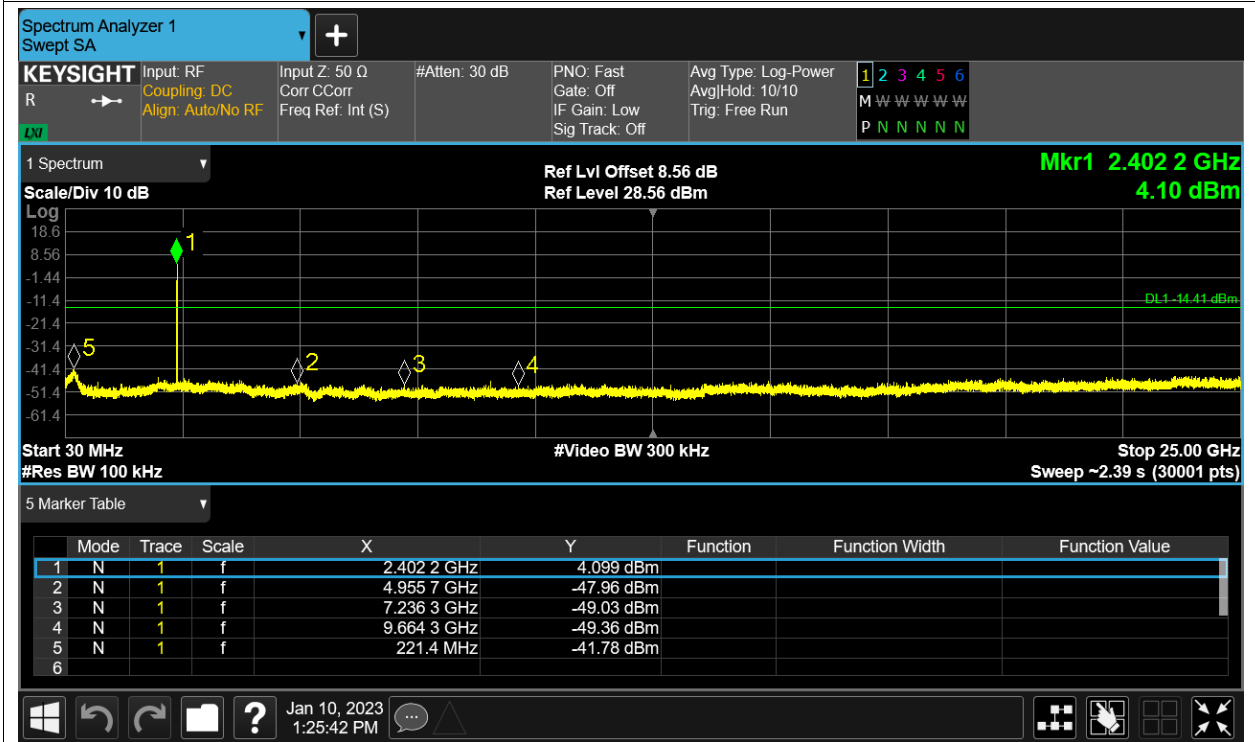 Spectrum Analyzer 1
Swept SA
+
KEYSIGHT Input: RF Input Z: 50 Ω #Atten: 30 dB PNO: Fast Avg Type: Log-Power 1 2 3 4 5 6
R Coupling: DC Corr CCorr Gate: Off Avg|Hold: 10/10 M W W W W W
Align: Auto/No RF Freq Ref: Int (S) IF Gain: Low Trig: Free Run
LXI Sig Track: Off P N N N N N N
1 Spectrum Ref Lvl Offset 8.56 dB Mkr1 2.402 2 GHz
Scale/Div 10 dB Ref Level 28.56 dBm 4.10 dBm
Log
18.6
1
8.56
-1.44
-11.4 DL1 -14.41 dBm
-21.4
-31.4
5
2 3 4
-41.4
-51.4
-61.4
Start 30 MHz #Video BW 300 kHz Stop 25.00 GHz
#Res BW 100 kHz Sweep ~2.39 s (30001 pts)
5 Marker Table
Mode Trace Scale X Y Function Function Width Function Value
1 N 1 f 2.402 2 GHz 4.099 dBm
2 N 1 f 4.955 7 GHz -47.96 dBm
3 N 1 f 7.236 3 GHz -49.03 dBm
4 N 1 f 9.664 3 GHz -49.36 dBm
5 N 1 f 221.4 MHz -41.78 dBm
6
? Jan 10, 2023
1:25:42 PM